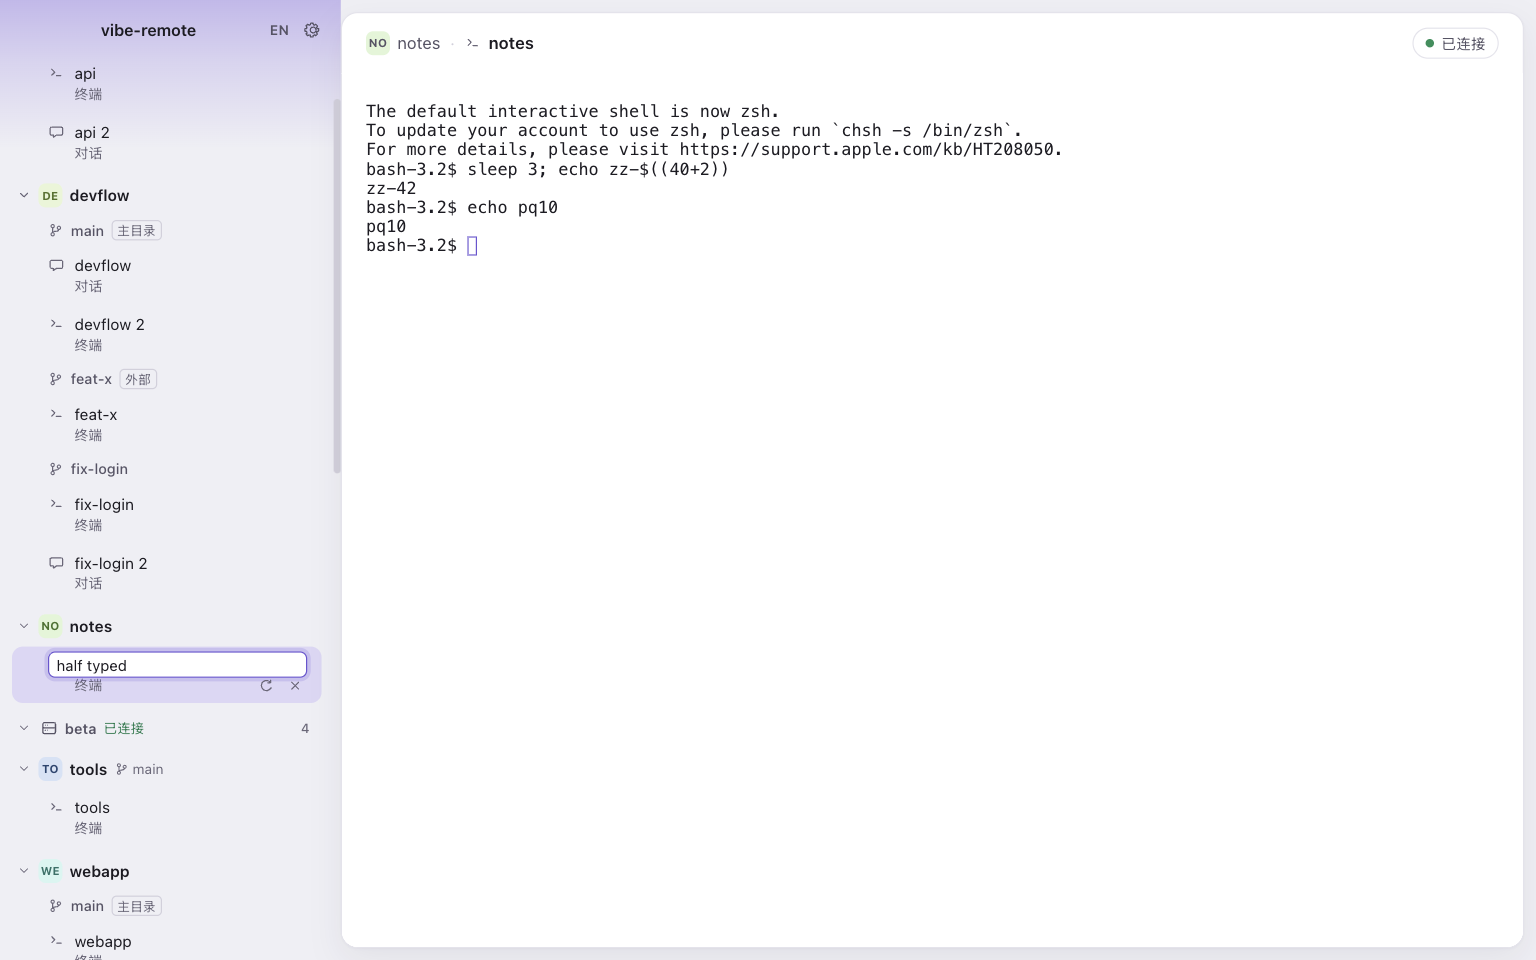 vibe-remote
EN
api
终端
api 2
对话
DE devflow
main 主目录
devflow
对话
devflow 2
终端
feat-x 外部
feat-x
终端
fix-login
fix-login
终端
fix-login 2
对话
NO notes
half typed
终端
beta 已连接 4
TO tools main
tools
终端
WE webapp
main 主目录
webapp
NO notes · >_ notes
已连接
The default interactive shell is now zsh.
To update your account to use zsh, please run `chsh -s /bin/zsh`.
For more details, please visit https://support.apple.com/kb/HT208050.
bash-3.2$ sleep 3; echo zz-$((40+2))
zz-42
bash-3.2$ echo pq10
pq10
bash-3.2$